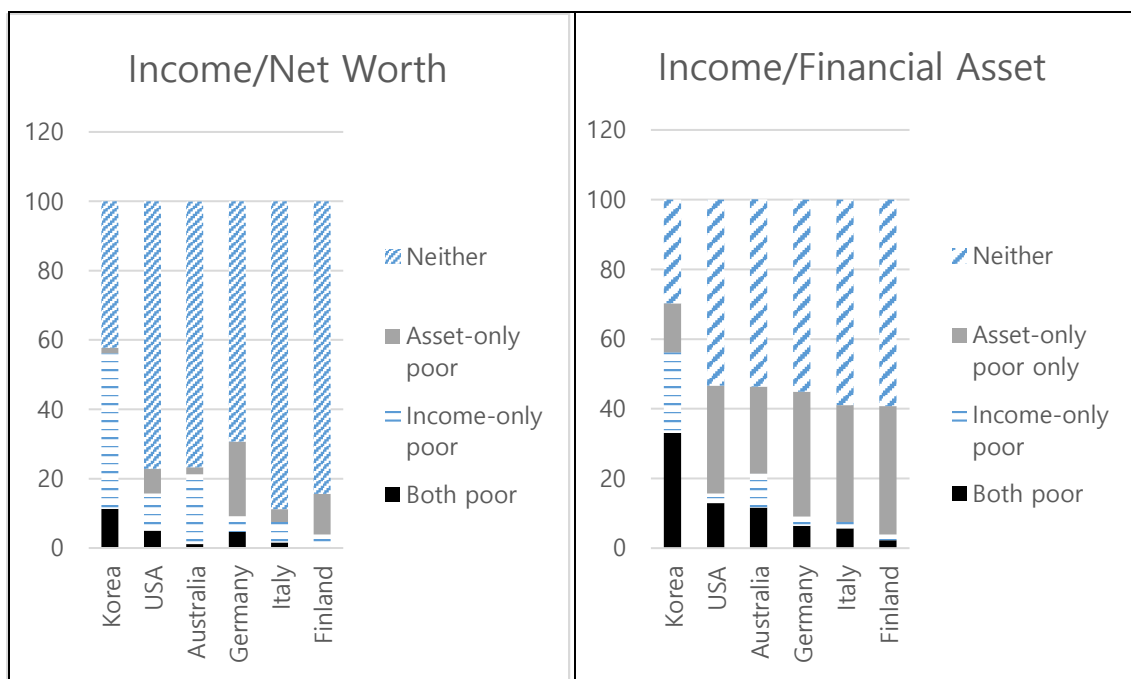 Income/Net Worth
120
100
80
60
40
20
0
Korea
USA
Australia
Germany
Italy
Finland
Neither
Asset-only
poor
Income-only
poor
Both poor
Income/Financial Asset
120
100
80
60
40
20
0
Korea
USA
Australia
Germany
Italy
Finland
Neither
Asset-only
poor only
Income-only
poor
Both poor